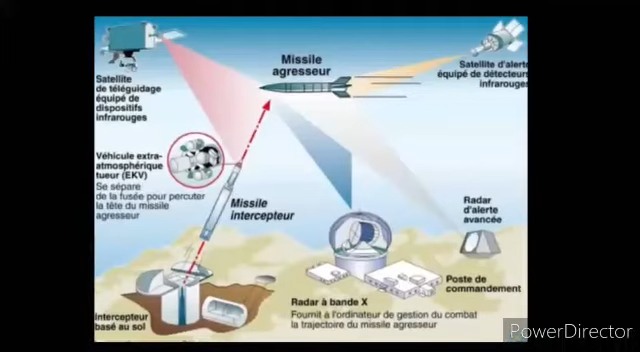 Missile
agresseur
Satellite d'alerte
équipé de détecteurs
infrarouges
Satellite
de téléguidage
équipé de
dispositifs
infrarouges
Véhicule extra-
atmosphérique
tueur (EKV)
Se sépare
de la fusée pour percuter
la tête du missile
agresseur
Missile
intercepteur
Radar
d'alerte
avancée
Poste de
commandement
Radar à bande X
Fournit à l'ordinateur de gestion du combat
la trajectoire du missile agresseur
Intercepteur
basé au sol
PowerDirector